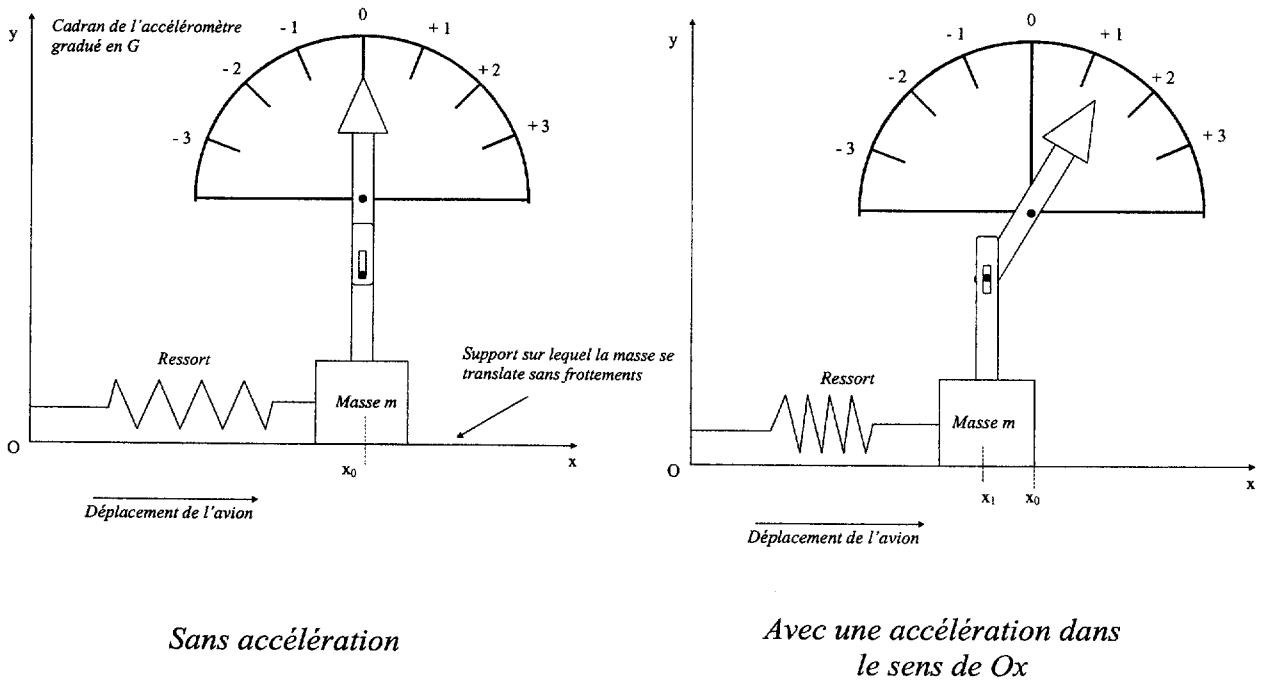 y
Cadran de l'accéléromètre
gradué en G
- 3
- 2
- 1
0
+ 1
+ 2
+ 3
Ressort
Masse m
Support sur lequel la masse se
translate sans frottements
O
x₀
x
Déplacement de l'avion
Sans accélération
y
- 3
- 2
- 1
0
+ 1
+ 2
+ 3
Ressort
Masse m
O
x₁
x₀
x
Déplacement de l'avion
Avec une accélération dans
le sens de Ox